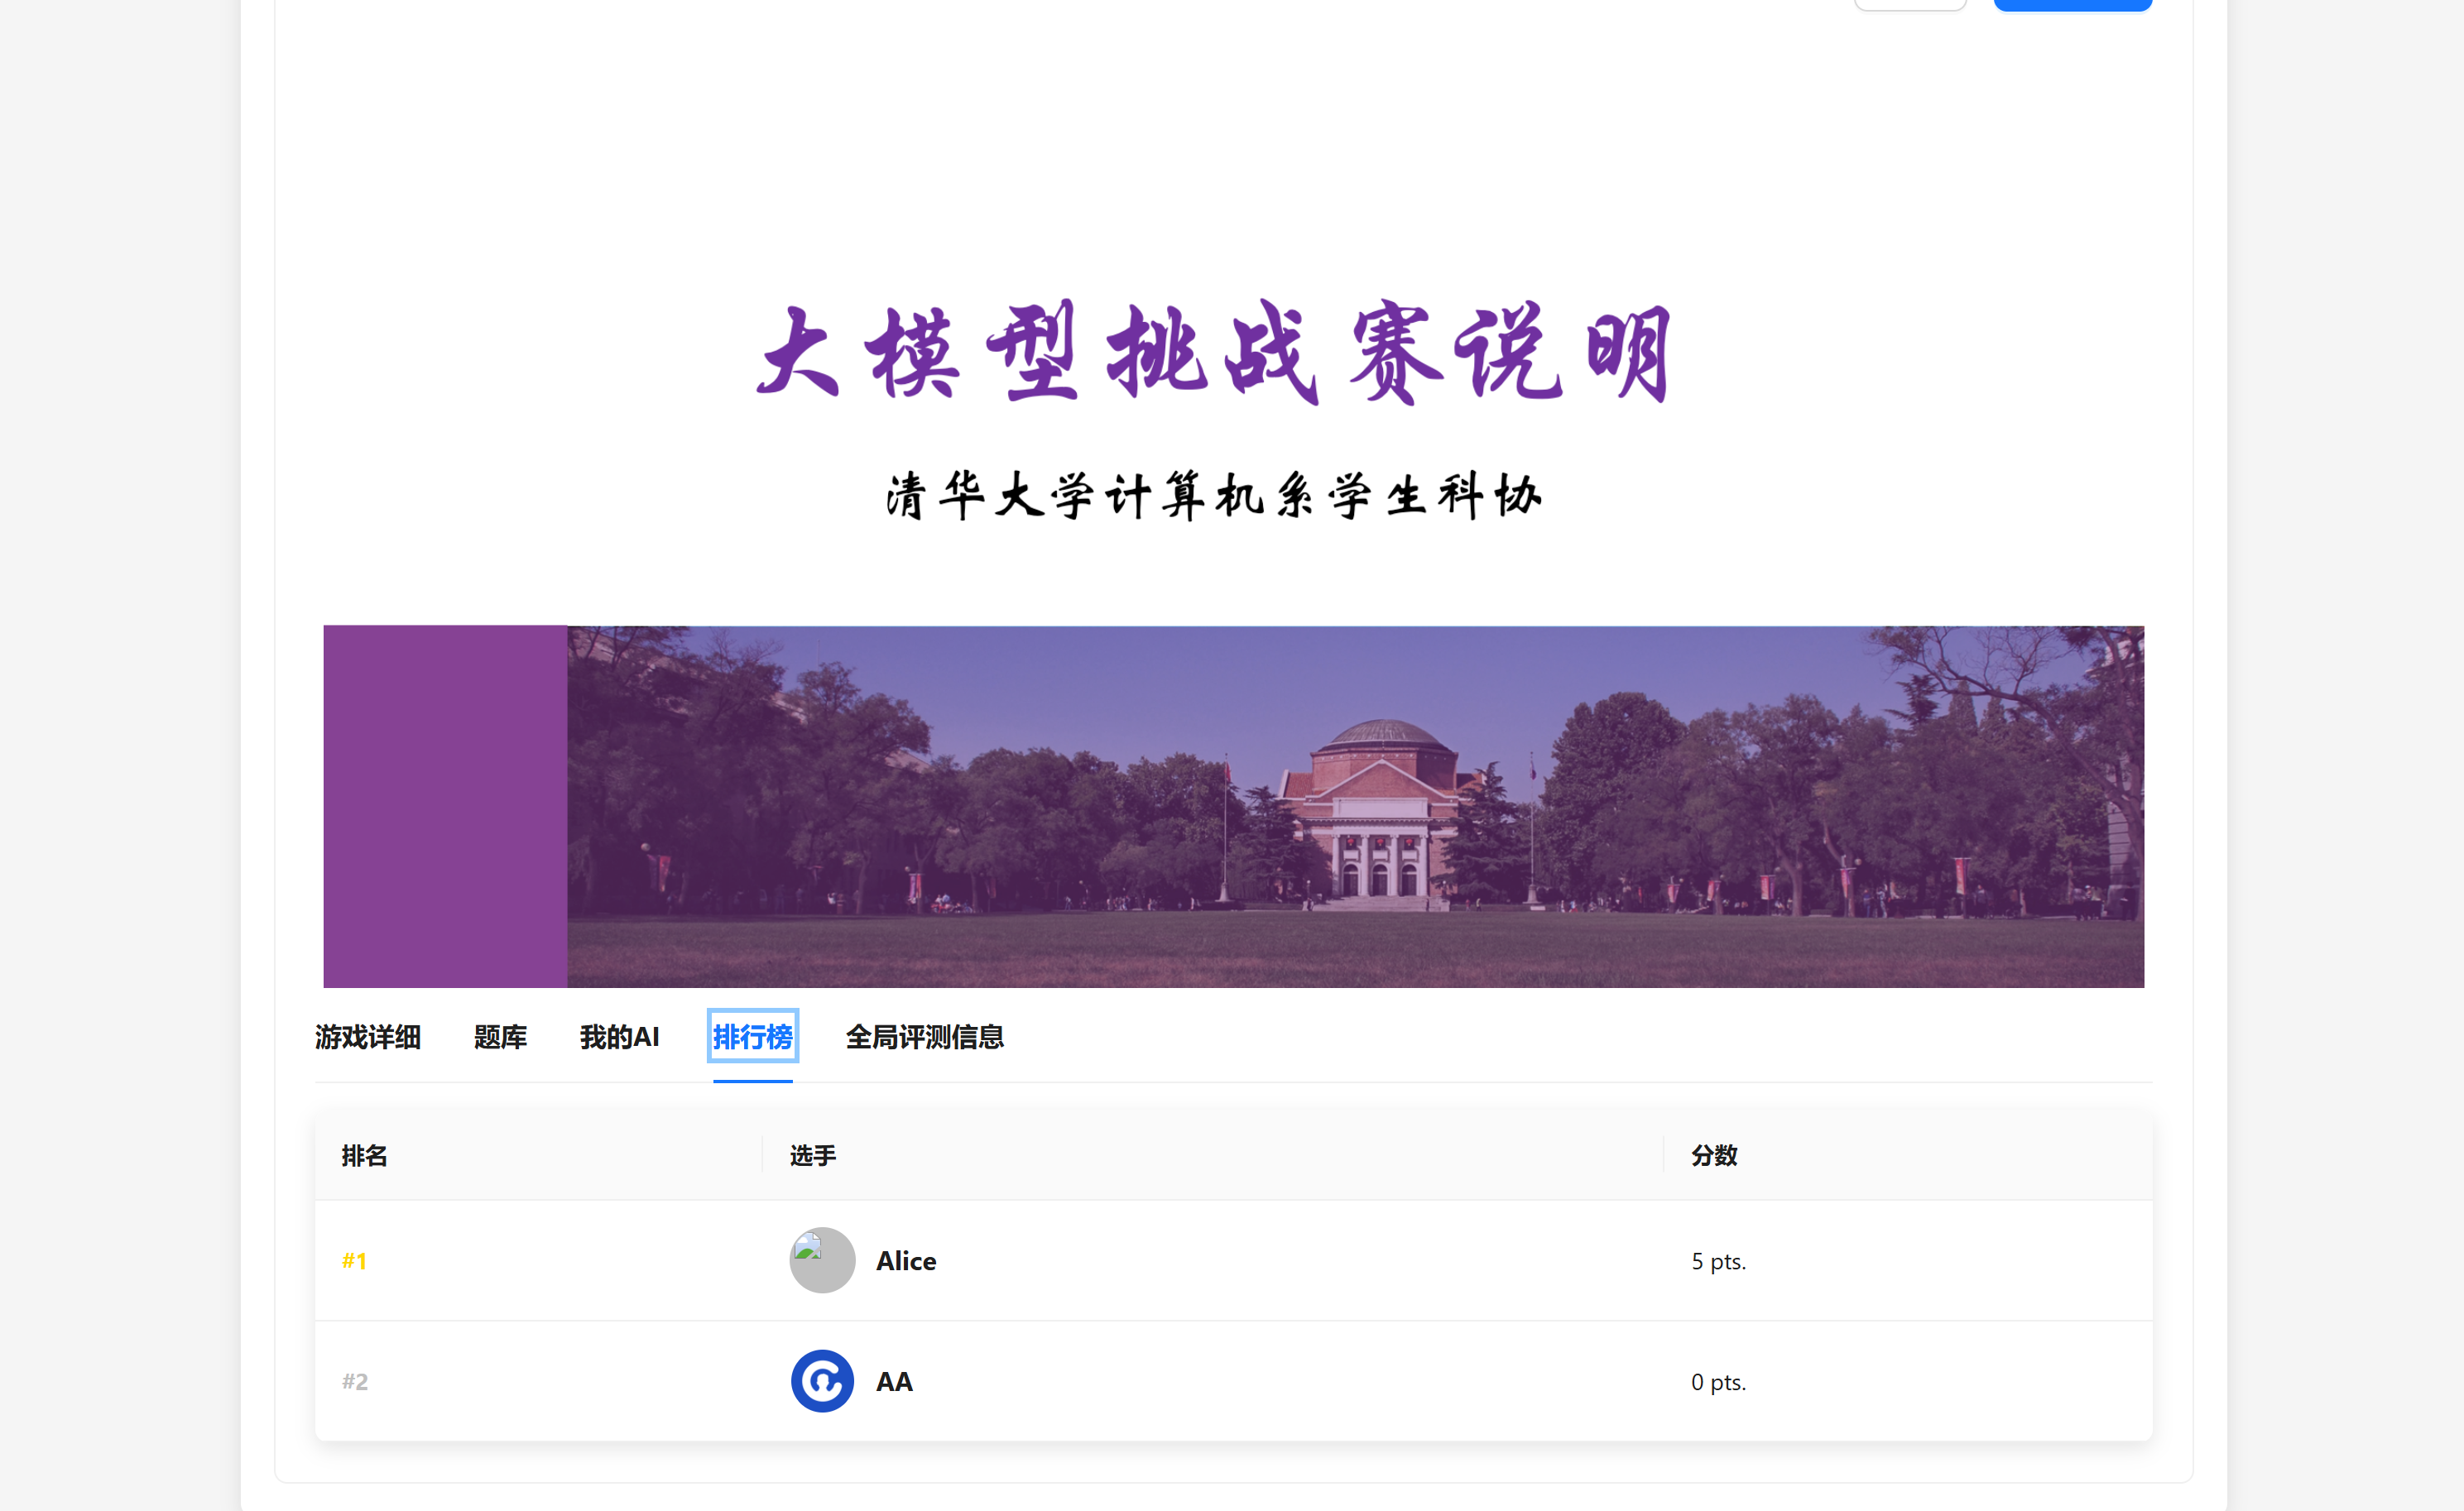 大模型挑战赛说明
清华大学计算机系学生科协
游戏详细 题库 我的AI 排行榜 全局评测信息
排名 选手 分数
#1 Alice 5 pts.
#2 AA 0 pts.